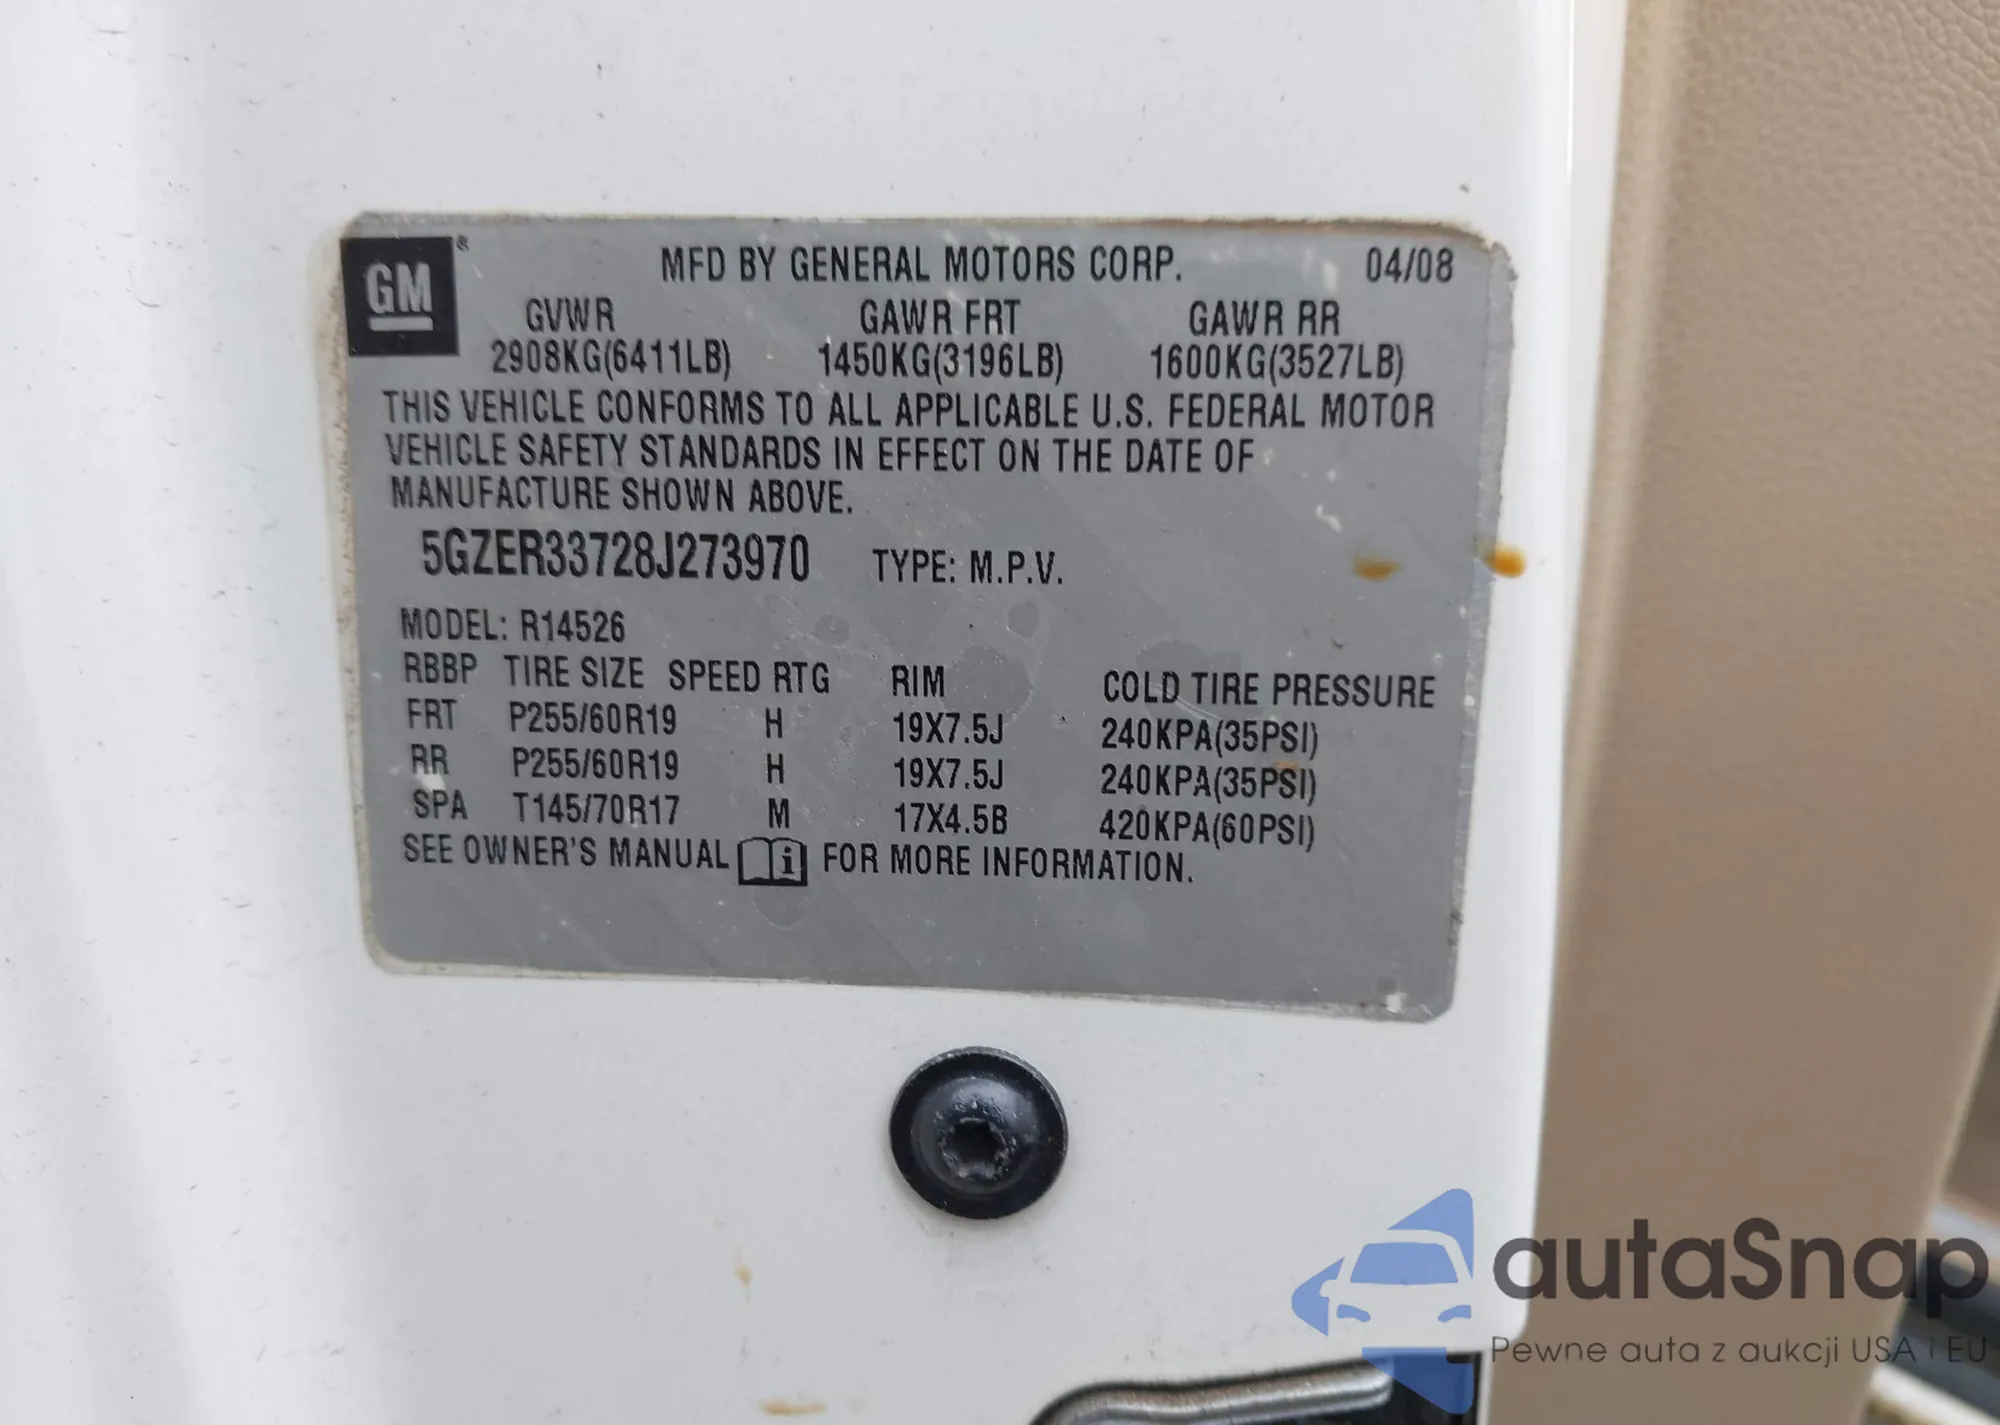 GM ®
MFD BY GENERAL MOTORS CORP. 04/08
GVWR GAWR FRT GAWR RR
2908KG(6411LB) 1450KG(3196LB) 1600KG(3527LB)
THIS VEHICLE CONFORMS TO ALL APPLICABLE U.S. FEDERAL MOTOR
VEHICLE SAFETY STANDARDS IN EFFECT ON THE DATE OF
MANUFACTURE SHOWN ABOVE.
5GZER33728J273970 TYPE: M.P.V.
MODEL: R14526
RBBP TIRE SIZE SPEED RTG RIM COLD TIRE PRESSURE
FRT P255/60R19 H 19X7.5J 240KPA(35PSI)
RR P255/60R19 H 19X7.5J 240KPA(35PSI)
SPA T145/70R17 M 17X4.5B 420KPA(60PSI)
SEE OWNER'S MANUAL i FOR MORE INFORMATION.
autaSnap
Pewne auta z aukcji USA i EU